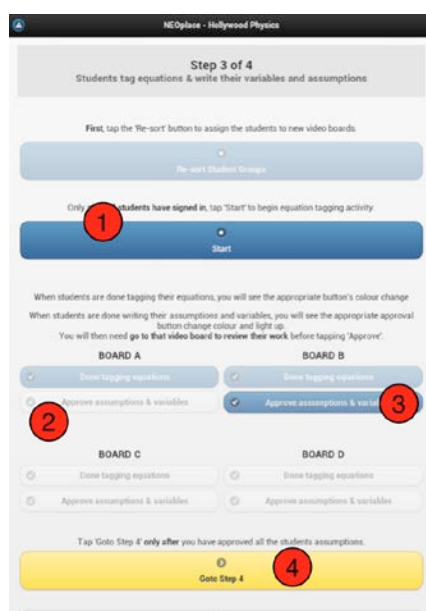 NEOplace - Hollywood Physics
Step 3 of 4
Students tag equations & write their variables and assumptions
First, tap the 'Re-sort' button to assign the students to new video boards.
Re-sort Student Groups
Only students have signed in, tap 'Start' to begin equation tagging activity.
1
Start
When students are done tagging their equations, you will see the appropriate button's colour change
When students are done writing their assumptions and variables, you will see the appropriate approval
button change colour and light up.
You will then need go to that video board to review their work before tapping 'Approve'.
BOARD A BOARD B
Done tagging equations Done tagging equations
Approve assumptions & variables Approve assumptions &
2 3
BOARD C BOARD D
Done tagging equations Done tagging equations
Approve assumptions & variables Approve assumptions & variables
Tap 'Goto Step 4' only after you have approved all the students assumptions.
4
Goto Step 4